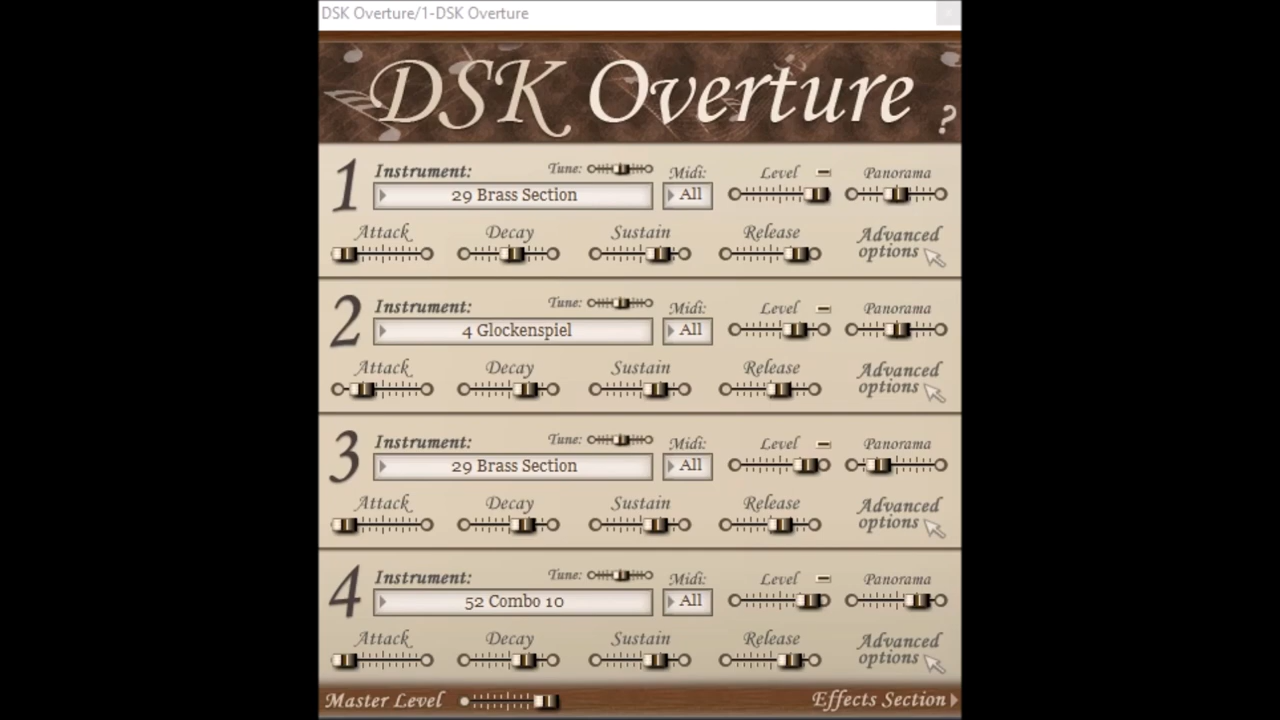 DSK Overture/1-DSK Overture
DSK Overture ?
1 Instrument: Tune: Midi: Level Panorama
29 Brass Section All
Attack Decay Sustain Release Advanced options
2 Instrument: Tune: Midi: Level Panorama
4 Glockenspiel All
Attack Decay Sustain Release Advanced options
3 Instrument: Tune: Midi: Level Panorama
29 Brass Section All
Attack Decay Sustain Release Advanced options
4 Instrument: Tune: Midi: Level Panorama
52 Combo 10 All
Attack Decay Sustain Release Advanced options
Master Level Effects Section